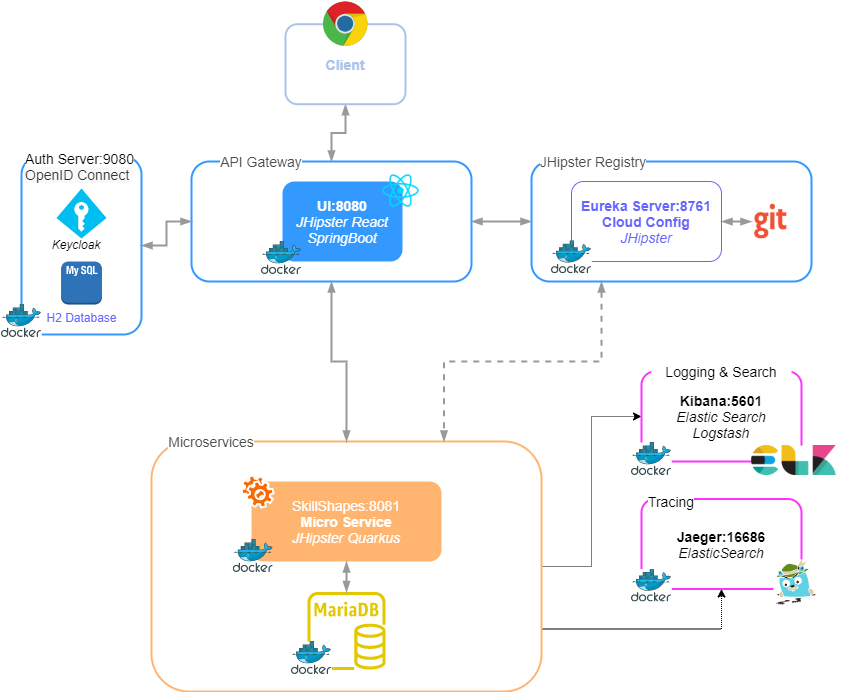 Client
Auth Server:9080
OpenID Connect
Keycloak
My SQL
H2 Database
docker
API Gateway
UI:8080
JHipster React
SpringBoot
docker
JHipster Registry
Eureka Server:8761
Cloud Config
JHipster
docker
git
Microservices
SkillShapes:8081
Micro Service
JHipster Quarkus
docker
MariaDB
docker
Logging & Search
Kibana:5601
Elastic Search
Logstash
docker
ELK
Tracing
Jaeger:16686
ElasticSearch
docker